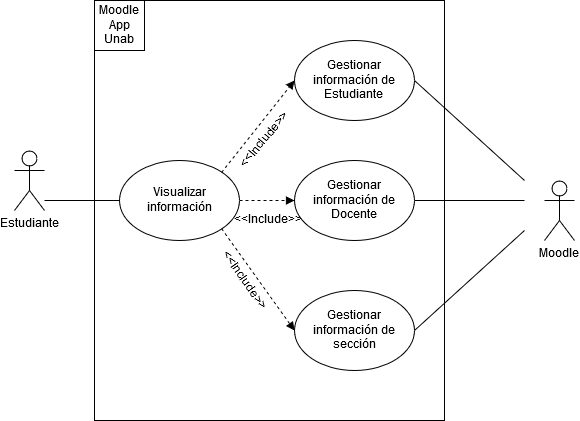 Moodle
App
Unab
Gestionar
información de
Estudiante
<<Include>>
Estudiante
Visualizar
información
<<Include>>
Gestionar
información de
Docente
Moodle
<<Include>>
Gestionar
información de
sección